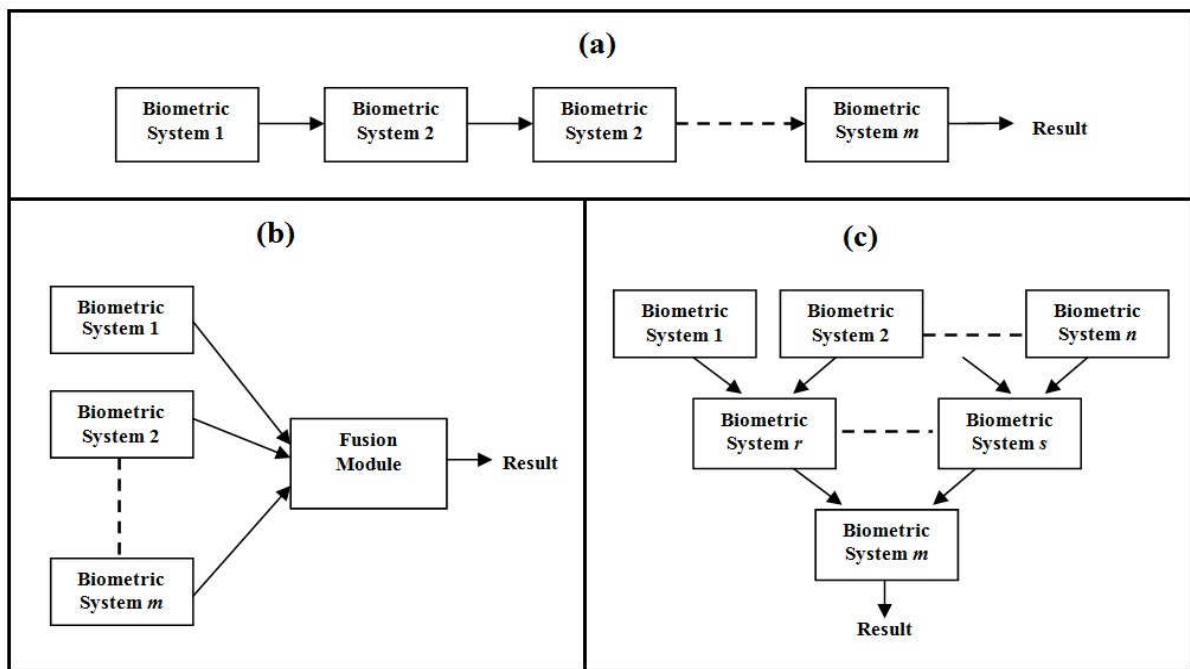 (a)
Biometric
System 1
Biometric
System 2
Biometric
System 2
Biometric
System m
Result
(b)
Biometric
System 1
Biometric
System 2
Biometric
System m
Fusion
Module
Result
(c)
Biometric
System 1
Biometric
System 2
Biometric
System n
Biometric
System r
Biometric
System s
Biometric
System m
Result